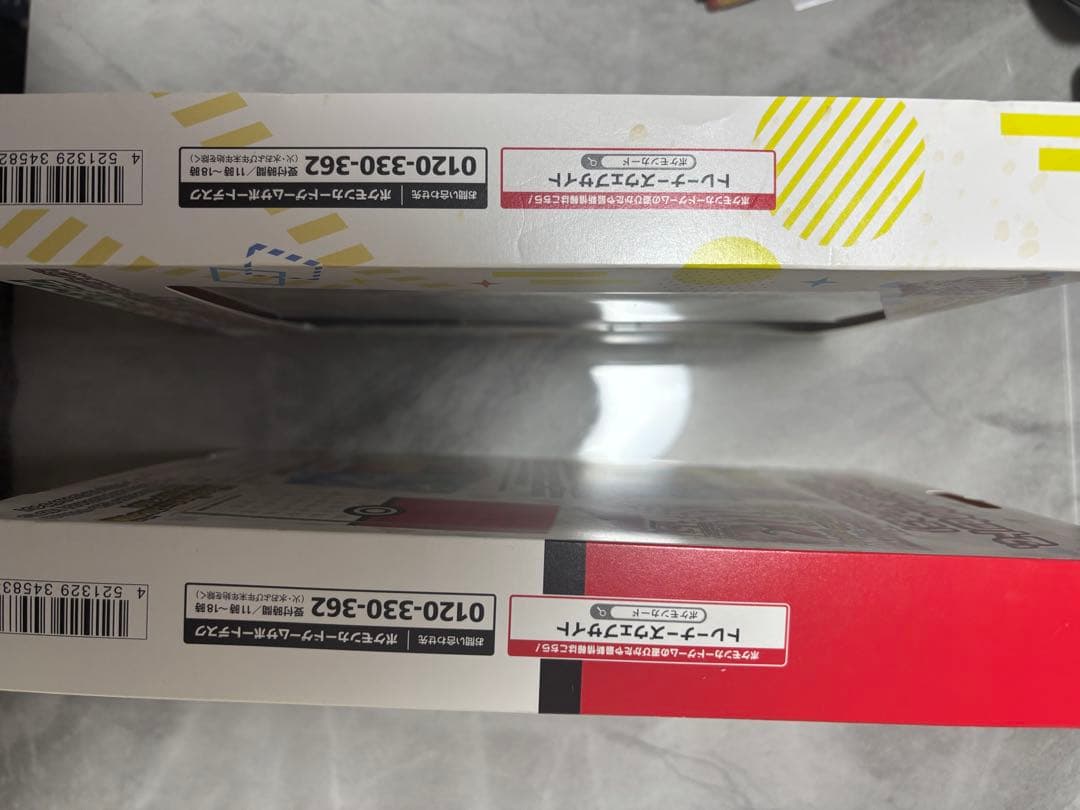 ポケモンカードゲームの遊びかたや最新情報はこちら!
トレーナーズウェブサイト
ポケモンカード
お問い合わせ先
ポケモンカードゲームサポートデスク
0120-330-362
受付時間/11時~18時
(火・水および年末年始を除く)
4 521329 34582
ポケモンカードゲームの遊びかたや最新情報はこちら!
トレーナーズウェブサイト
ポケモンカード
お問い合わせ先
ポケモンカードゲームサポートデスク
0120-330-362
受付時間/11時~18時
(火・水および年末年始を除く)
4 521329 34583